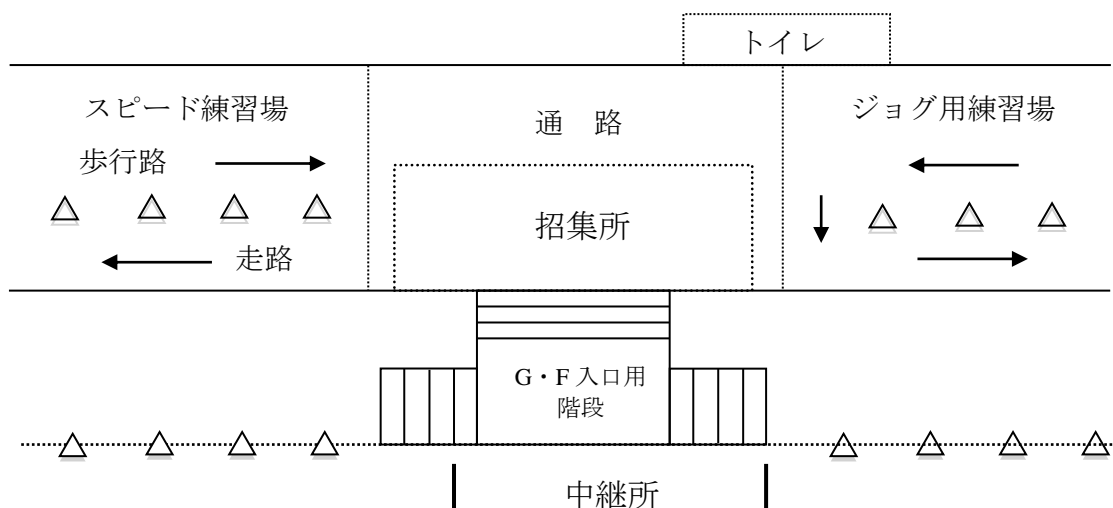 トイレ
スピード練習場
通 路
ジョグ用練習場
歩行路
招集所
走路
G・F 入口用
階段
中継所